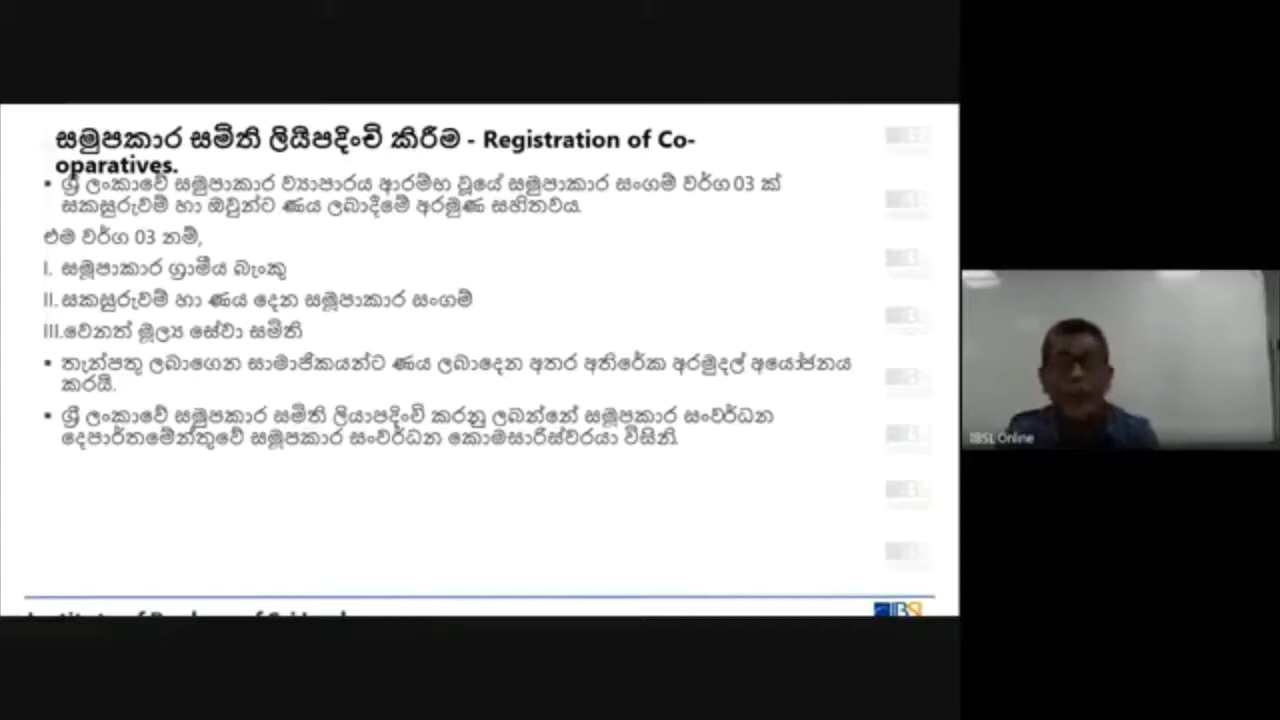 සමුපකාර සමිති ලියිපදිංචි කිරීම - Registration of Co-
oparatives.
▪ ශ්‍රී ලංකාවේ සමුපාකාර ව්‍යාපාරය ආරම්භ වූයේ සමුපාකාර සංගම් වර්ග 03 ක්
සකසුරුවම් හා ඔවුන්ට ණය ලබාදීමේ අරමුණ සහිතවය.
එම වර්ග 03 නම්,
I. සමූපාකාර ග්‍රාමීය බැංකු
II. සකසුරුවම් හා ණය දෙන සමූපාකාර සංගම්
III.වෙනත් මූල්‍ය සේවා සමිති
▪ තැන්පතු ලබාගෙන සාමාජිකයන්ට ණය ලබාදෙන අතර අතිරේක අරමුදල් අයෝජනය
කරයි.
▪ ශ්‍රී ලංකාවේ සමුපකාර සමිති ලියාපදිංචි කරනු ලබන්නේ සමූපකාර සංවර්ධන
දෙපාර්තමේන්තුවේ සමූපකාර සංවර්ධන කොමසාරිස්වරයා විසිනි.
IBSL
IBSL Online